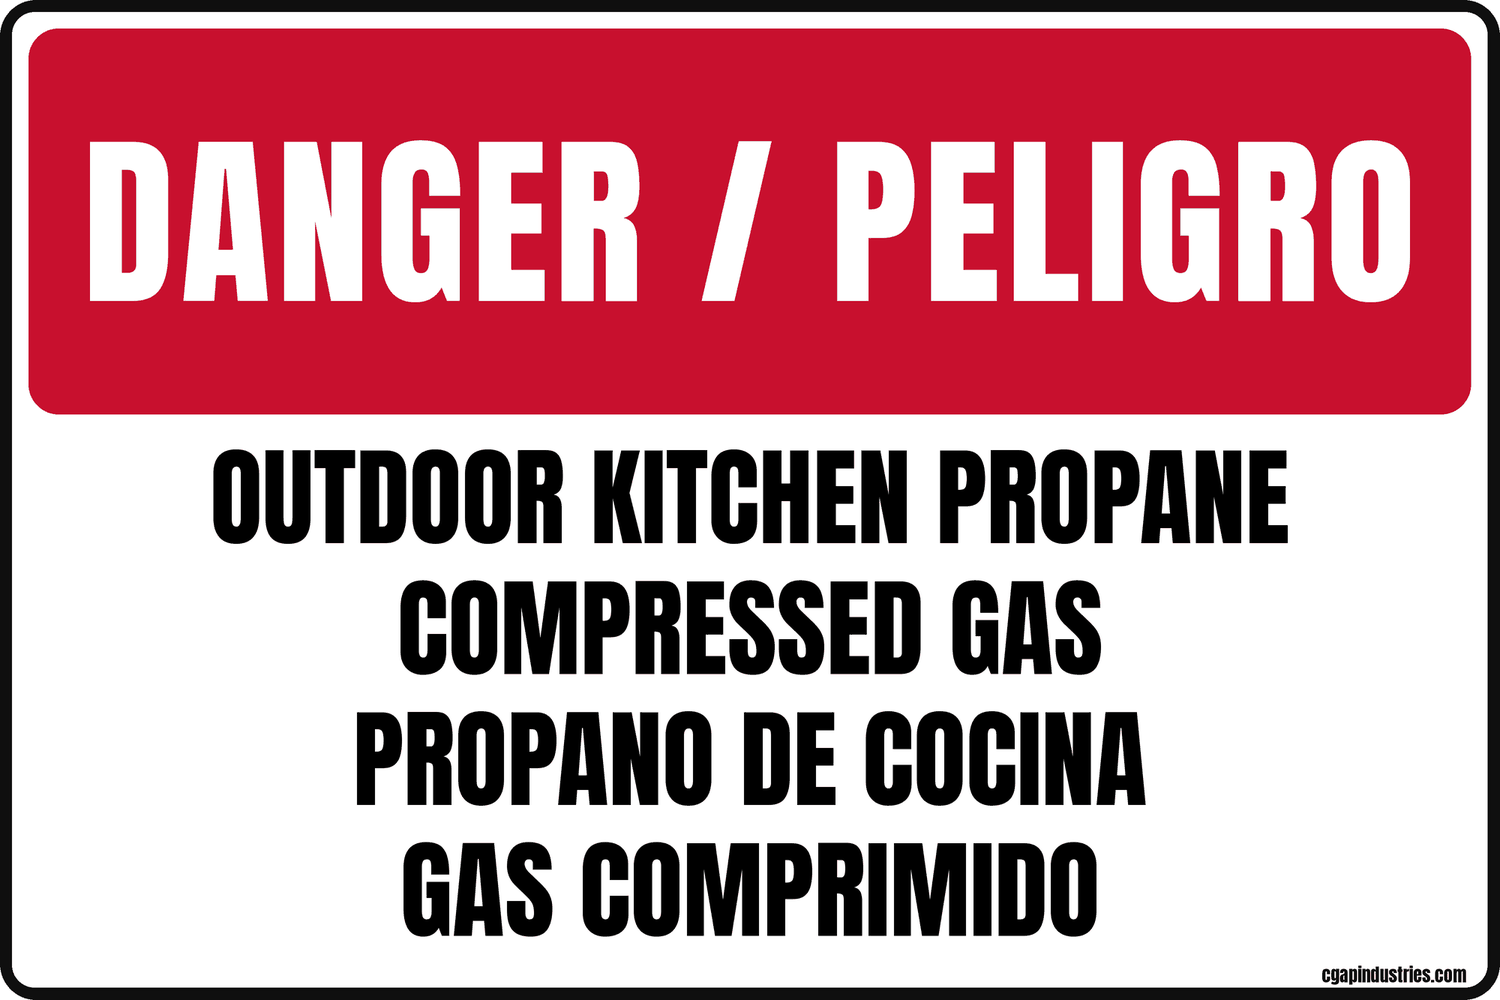 DANGER / PELIGRO
OUTDOOR KITCHEN PROPANE
COMPRESSED GAS
PROPANO DE COCINA
GAS COMPRIMIDO
cgapindustries.com